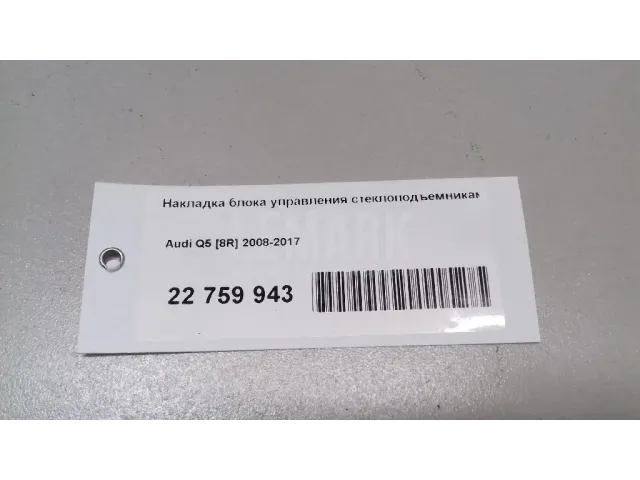 Накладка блока управления стеклоподъемникам
Audi Q5 [8R] 2008-2017
22 759 943